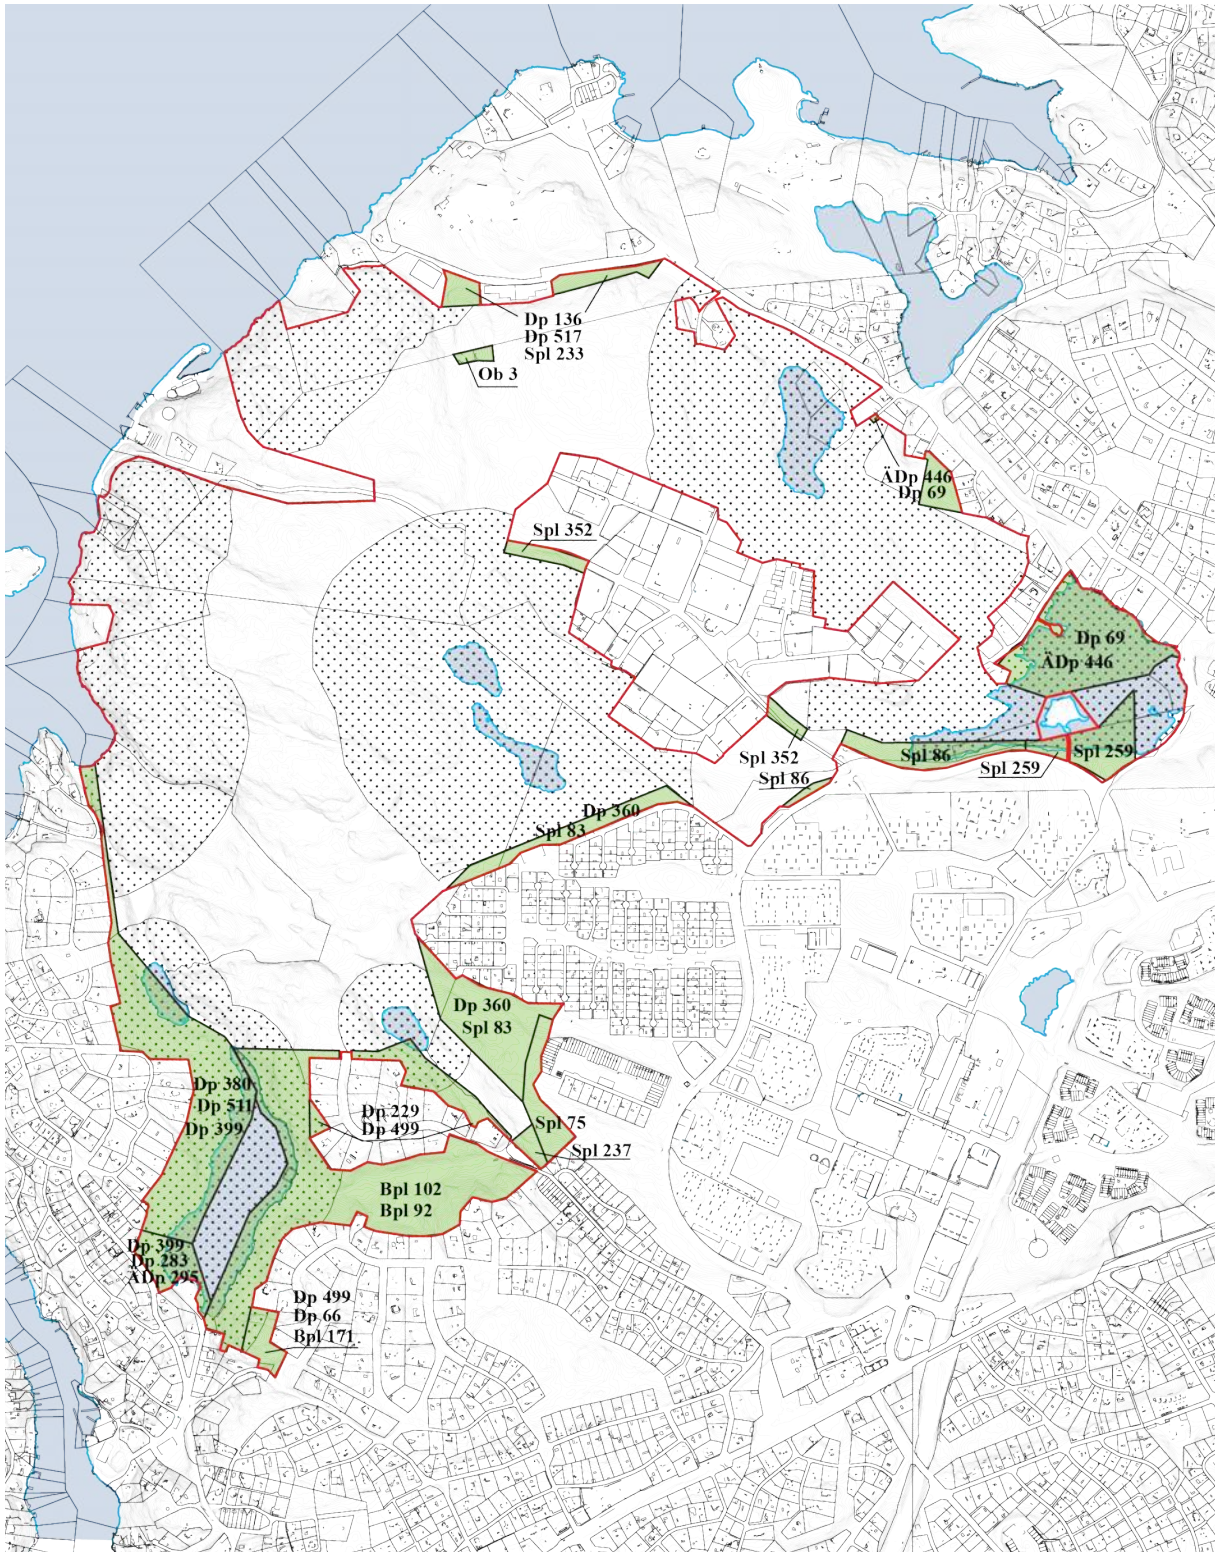 Dp 136
Dp 517
Spl 233
Ob 3
ÄDp 446
Dp 69
Spl 352
Dp 69
ÄDp 446
Spl 352
Spl 86
Spl 86
Spl 259
Spl 259
Dp 360
Spl 83
Dp 360
Spl 83
Dp 380
Dp 511
Dp 399
Dp 229
Dp 499
Spl 75
Spl 237
Bpl 102
Bpl 92
Dp 399
Dp 283
ÄDp 295
Dp 499
Dp 66
Bpl 171